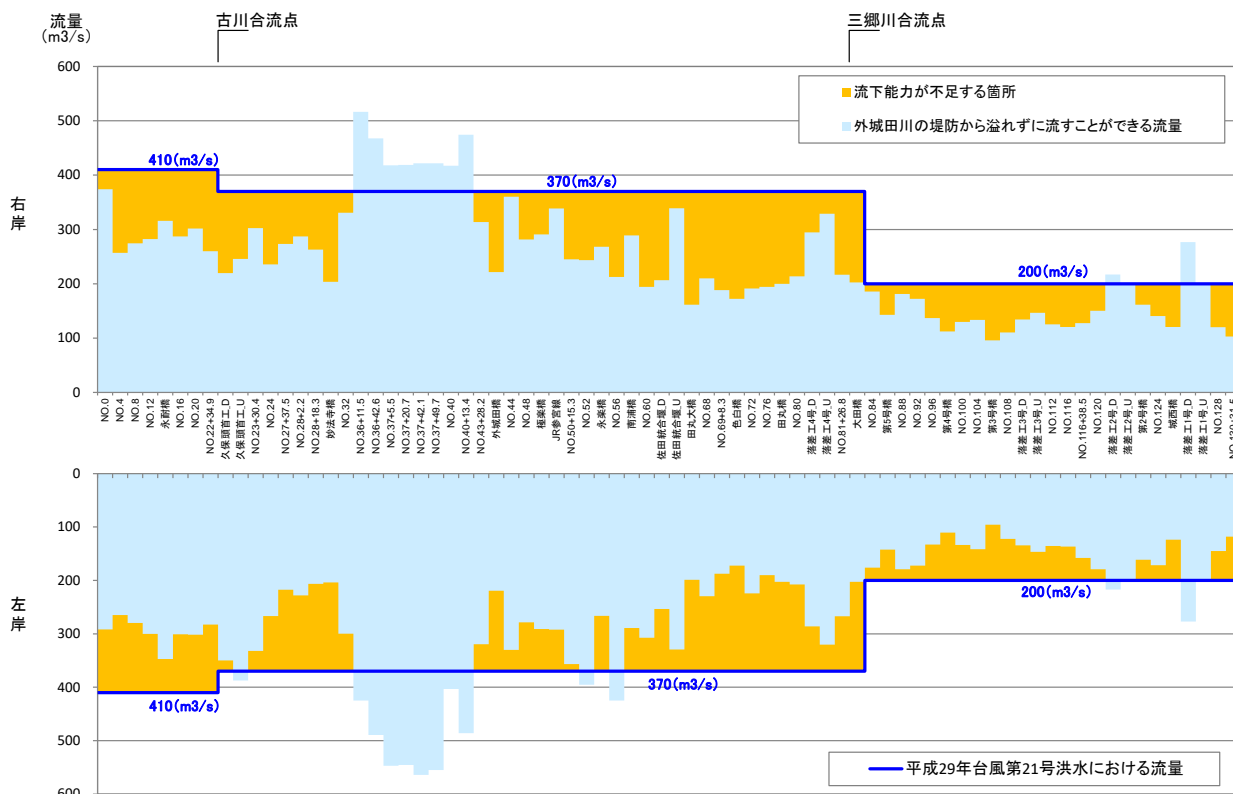 流量
(m3/s)
古川合流点
三郷川合流点
600
500
400
300
200
100
0
右岸
流下能力が不足する箇所
外城田川の堤防から溢れずに流すことができる流量
410(m3/s)
370(m3/s)
200(m3/s)
NO.0
NO.4
NO.8
NO.12
永耐橋
NO.16
NO.20
NO.22+34.9
久保頭首工_D
久保頭首工_U
NO.23+30.4
NO.24
NO.27+37.5
NO.28+2.2
NO.28+18.3
妙法寺橋
NO.32
NO.36+11.5
NO.36+42.6
NO.37+5.5
NO.37+20.7
NO.37+42.1
NO.37+49.7
NO.40
NO.40+13.4
NO.43+28.2
外城田橋
NO.44
NO.48
極楽橋
JR参宮線
NO.50+15.3
NO.52
永楽橋
NO.56
南浦橋
NO.60
佐田統合堰_D
佐田統合堰_U
田丸大橋
NO.68
NO.69+8.3
色白橋
NO.72
NO.76
田丸橋
NO.80
落差工4号_D
落差工4号_U
NO.81+26.8
大田橋
NO.84
第5号橋
NO.88
NO.92
NO.96
第4号橋
NO.100
NO.104
第3号橋
NO.108
落差工3号_D
落差工3号_U
NO.112
NO.116
NO.116+38.5
NO.120
落差工2号_D
落差工2号_U
第2号橋
NO.124
城西橋
落差工1号_D
落差工1号_U
NO.128
0
100
200
300
400
500
600
左岸
410(m3/s)
370(m3/s)
200(m3/s)
平成29年台風第21号洪水における流量